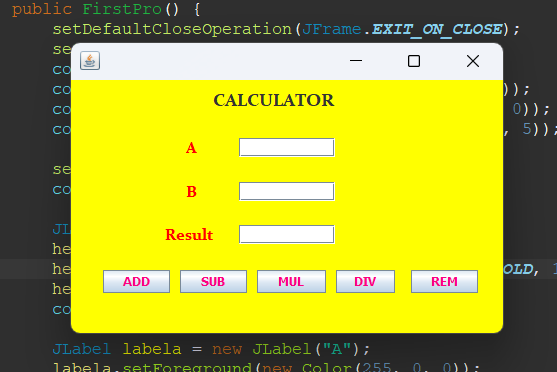 public FirstPro() {
setDefaultCloseOperation(JFrame.EXIT_ON_CLOSE);
se
co
co ));
co 0));
co , 5));
se
co
JL
he
he OLD, 1
he
co
CALCULATOR
A
B
Result
ADD SUB MUL DIV REM
JLabel labela = new JLabel("A");
labela.setForeground(new Color(255, 0, 0));